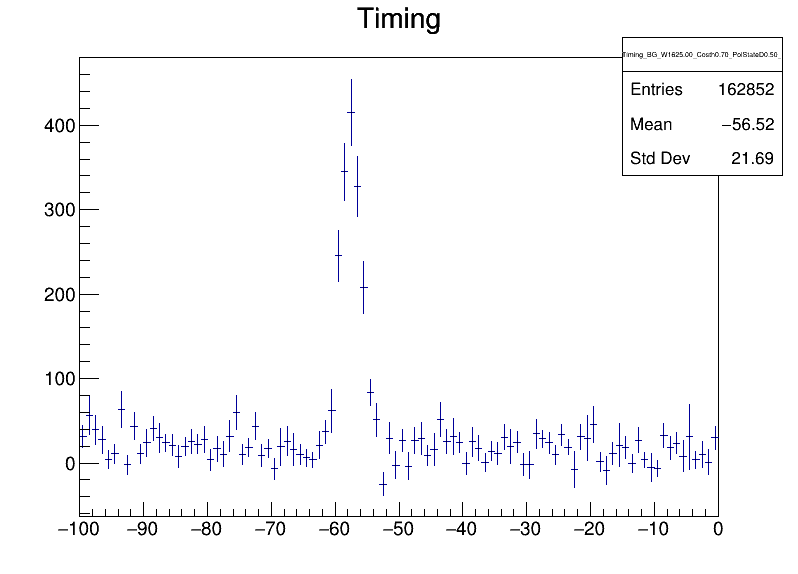 Timing
Timing_BG_W1625.00_Costh0.70_PolStateD0.50_
Entries 162852
Mean −56.52
Std Dev 21.69
400
300
200
100
0
−100 −90 −80 −70 −60 −50 −40 −30 −20 −10 0